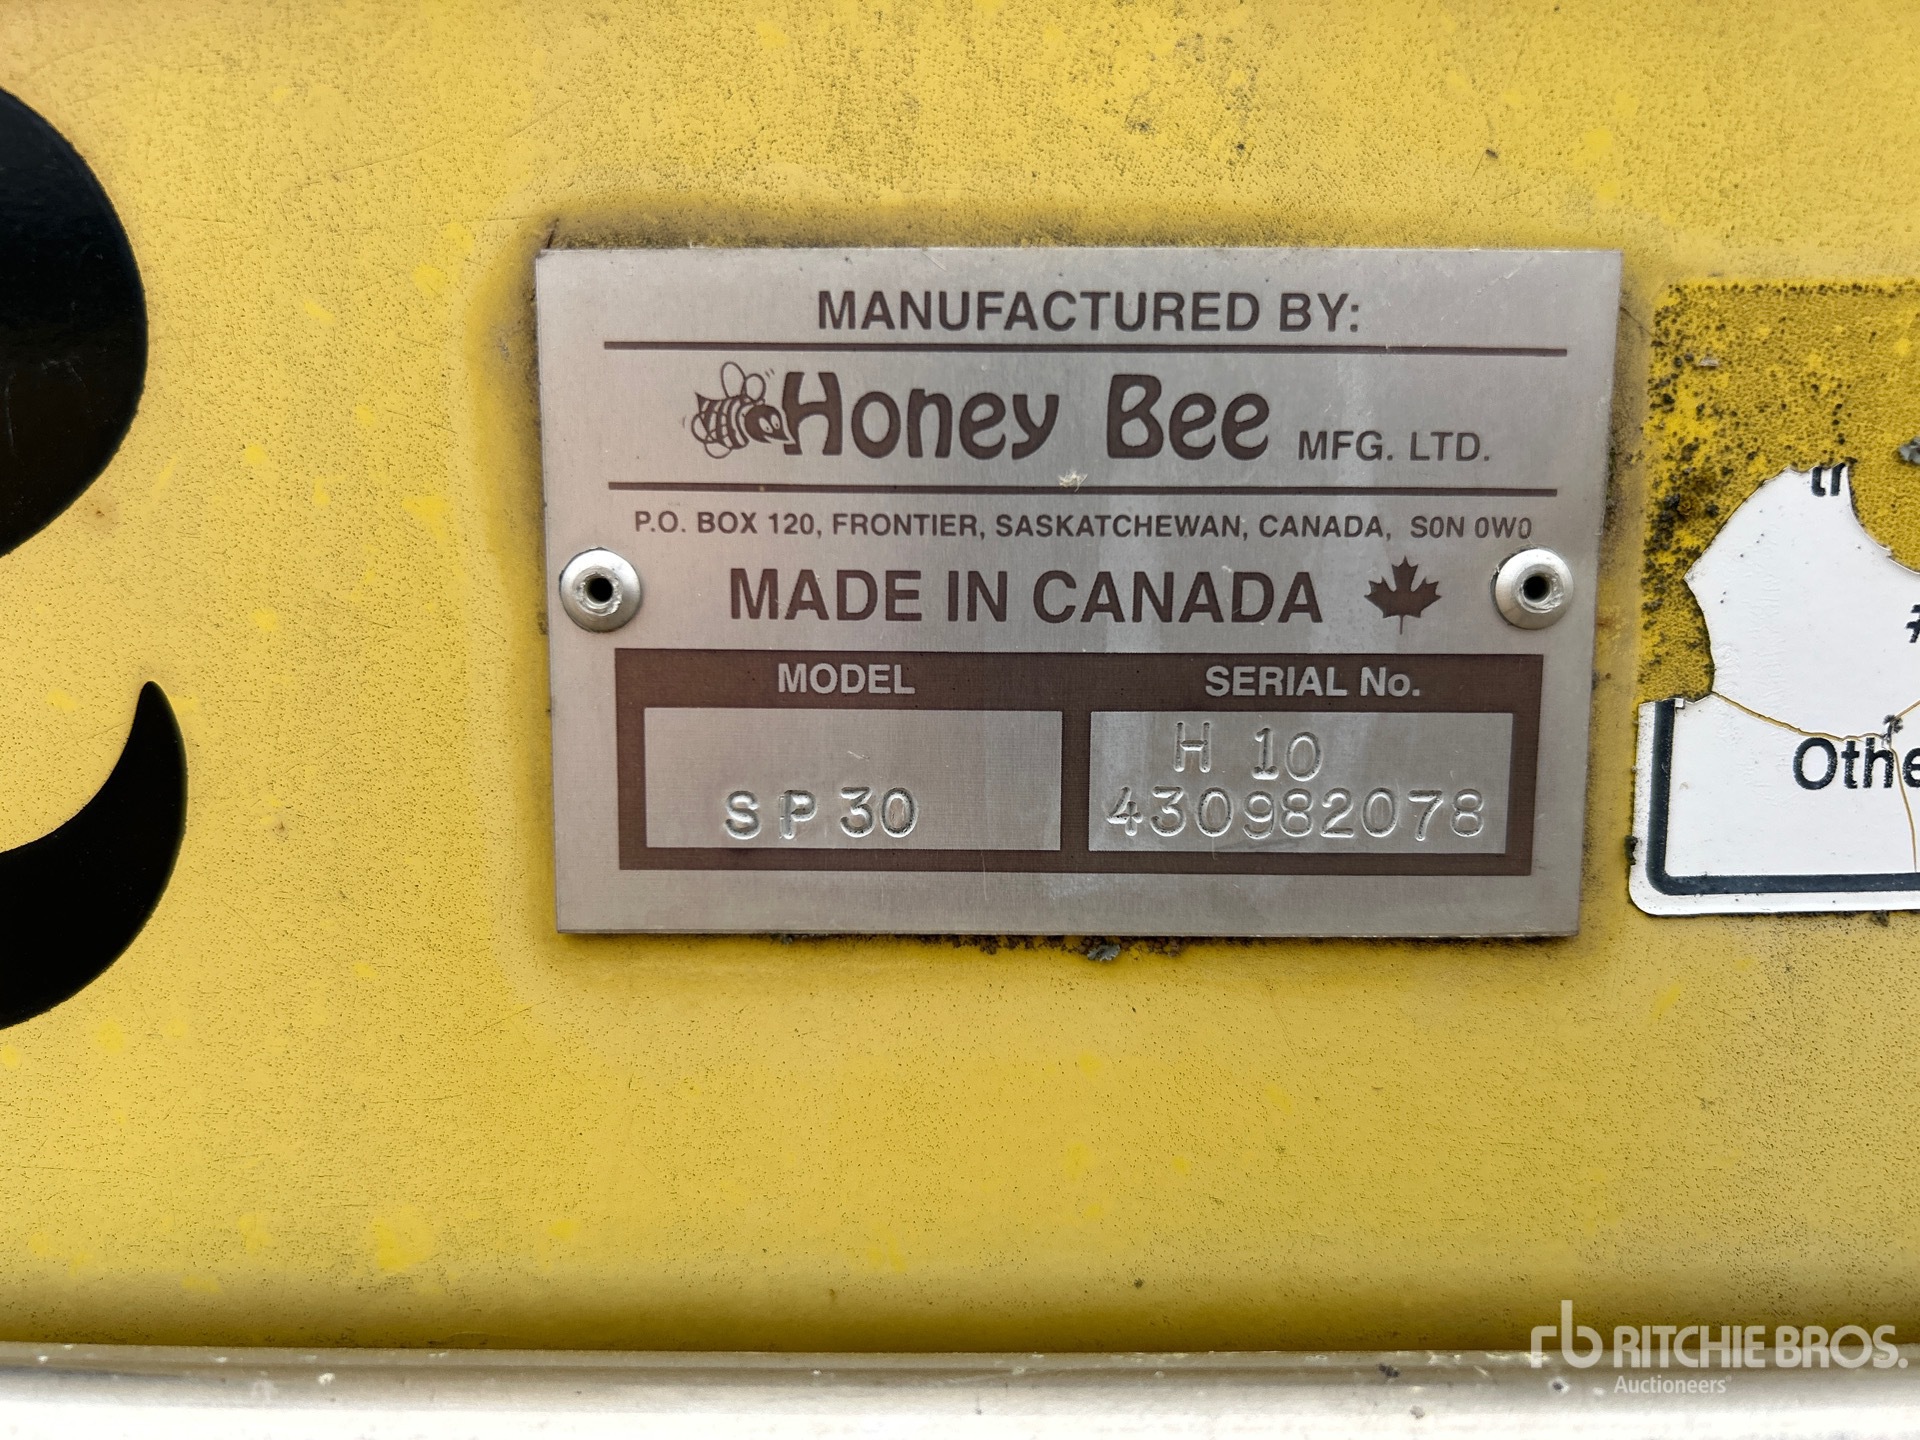 MANUFACTURED BY:
Honey Bee MFG. LTD.
P.O. BOX 120, FRONTIER, SASKATCHEWAN, CANADA, S0N 0W0
MADE IN CANADA
MODEL SERIAL No.
H 10
SP30 430982078
Othe
rb RITCHIE BROS.
Auctioneers